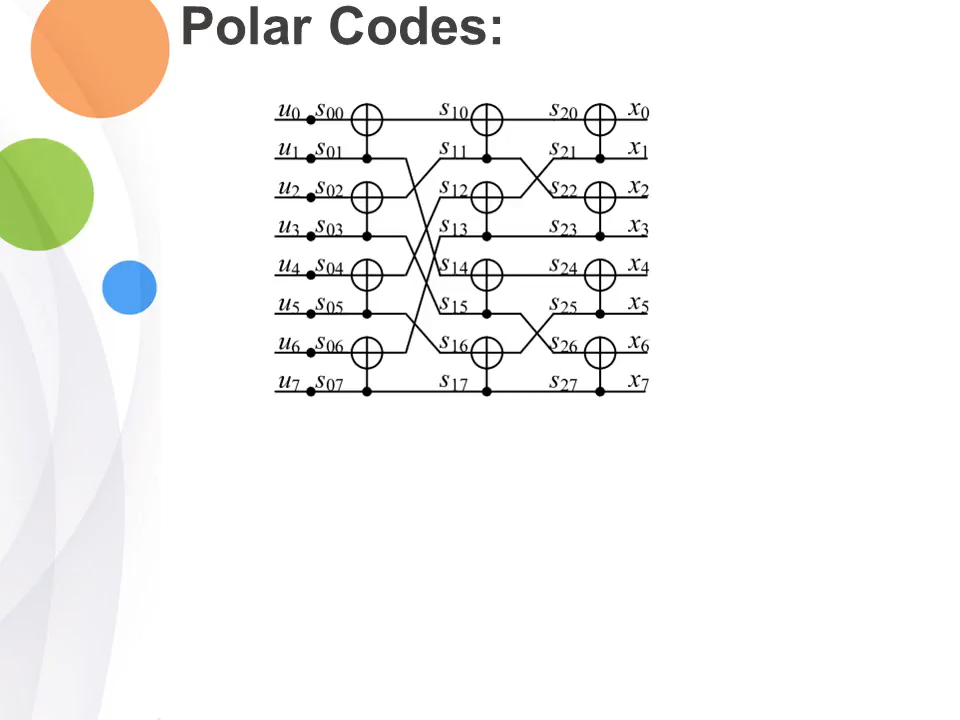 Polar Codes:
u0 s00 s10 s20 x0
u1 s01 s11 s21 x1
u2 s02 s12 s22 x2
u3 s03 s13 s23 x3
u4 s04 s14 s24 x4
u5 s05 s15 s25 x5
u6 s06 s16 s26 x6
u7 s07 s17 s27 x7